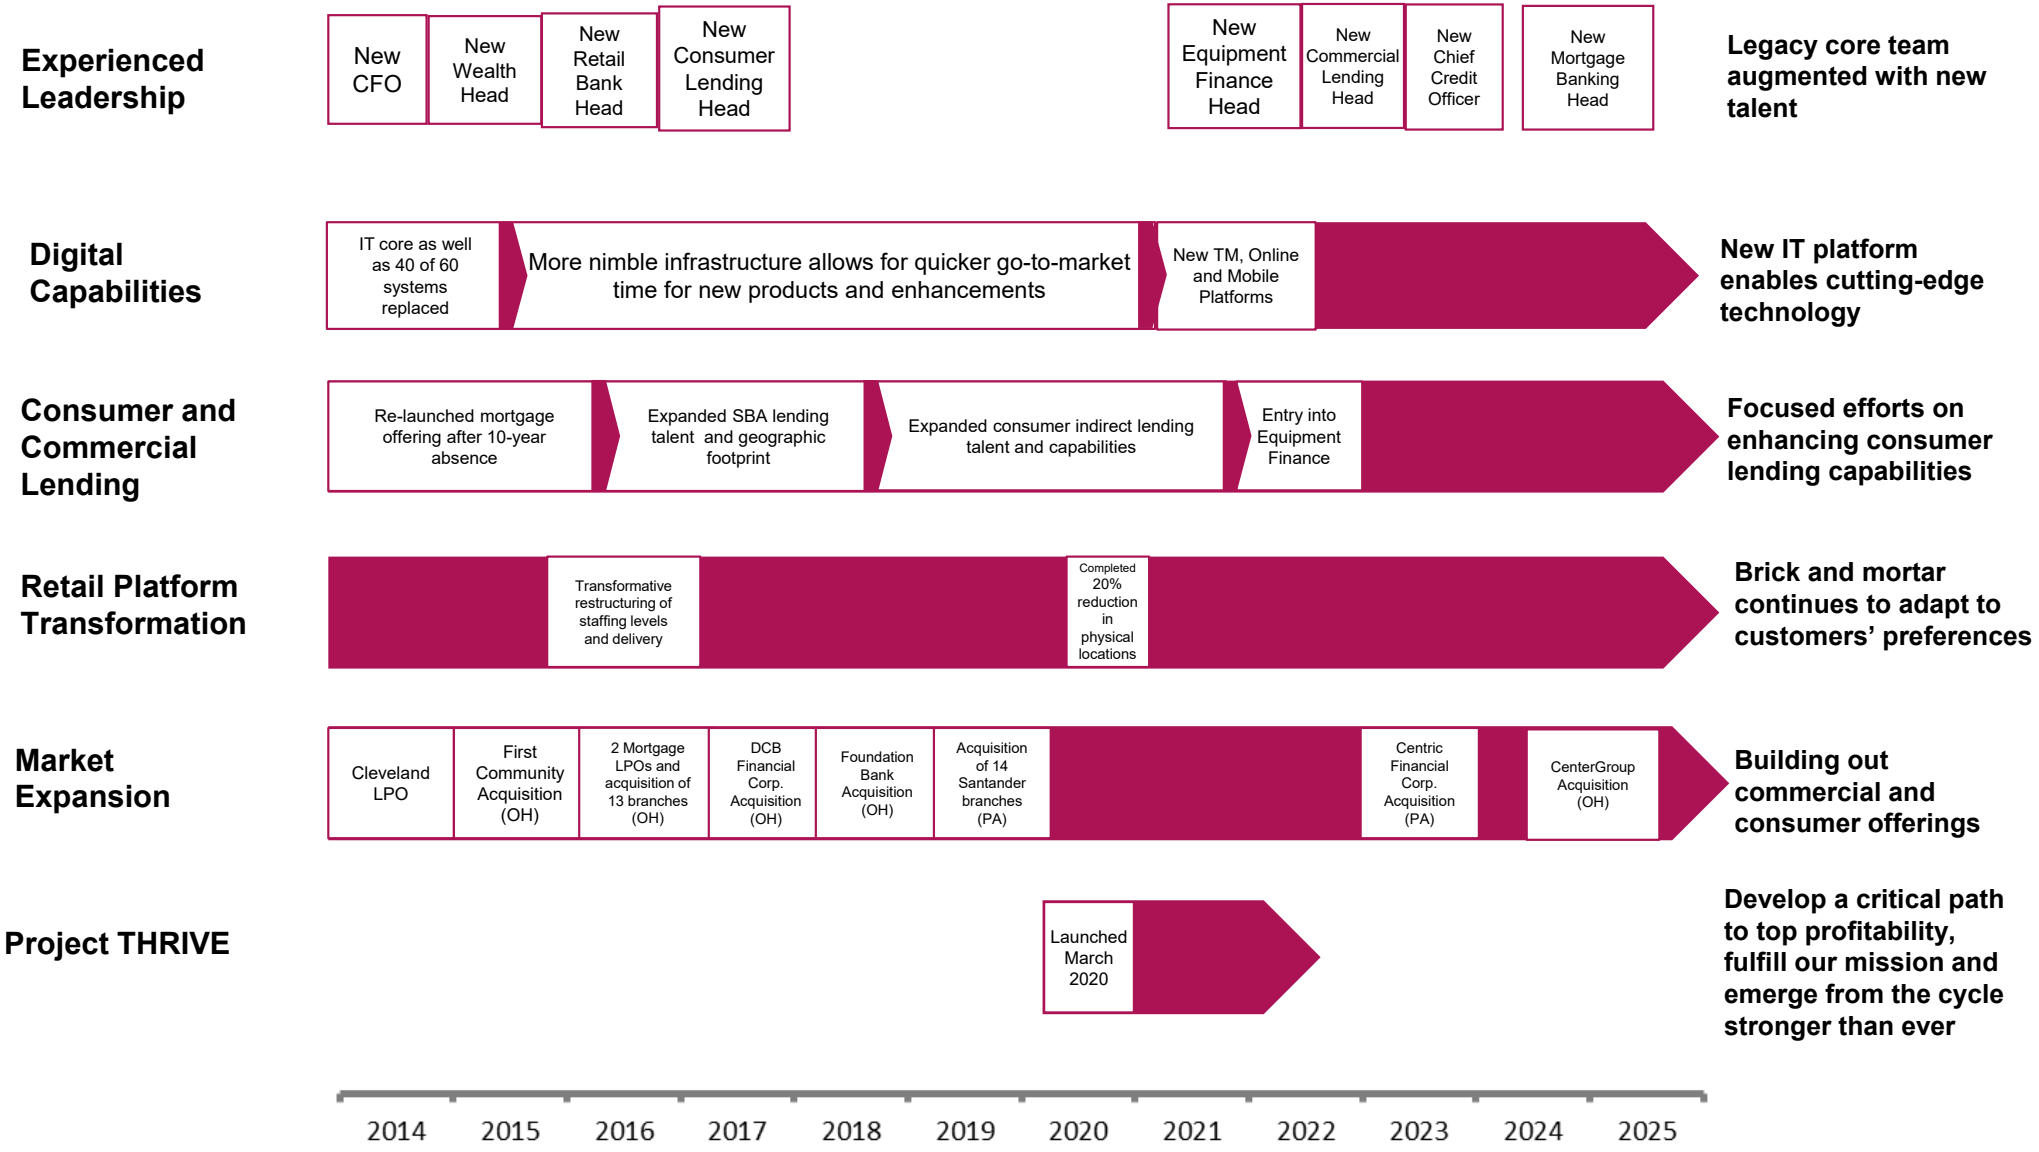 Experienced
Leadership
New
CFO
New
Wealth
Head
New
Retail
Bank
Head
New
Consumer
Lending
Head
New
Equipment
Finance
Head
New
Commercial
Lending
Head
New
Chief
Credit
Officer
New
Mortgage
Banking
Head
Legacy core team
augmented with new
talent
Digital
Capabilities
IT core as well
as 40 of 60
systems
replaced
More nimble infrastructure allows for quicker go-to-market
time for new products and enhancements
New TM, Online
and Mobile
Platforms
New IT platform
enables cutting-edge
technology
Consumer and
Commercial
Lending
Re-launched mortgage
offering after 10-year
absence
Expanded SBA lending
talent and geographic
footprint
Expanded consumer indirect lending
talent and capabilities
Entry into
Equipment
Finance
Focused efforts on
enhancing consumer
lending capabilities
Retail Platform
Transformation
Transformative
restructuring of
staffing levels
and delivery
Completed
20%
reduction
in
physical
locations
Brick and mortar
continues to adapt to
customers’ preferences
Market
Expansion
Cleveland
LPO
First
Community
Acquisition
(OH)
2 Mortgage
LPOs and
acquisition of
13 branches
(OH)
DCB
Financial
Corp.
Acquisition
(OH)
Foundation
Bank
Acquisition
(OH)
Acquisition
of 14
Santander
branches
(PA)
Centric
Financial
Corp.
Acquisition
(PA)
CenterGroup
Acquisition
(OH)
Building out
commercial and
consumer offerings
Project THRIVE
Launched
March
2020
Develop a critical path
to top profitability,
fulfill our mission and
emerge from the cycle
stronger than ever
2014 2015 2016 2017 2018 2019 2020 2021 2022 2023 2024 2025